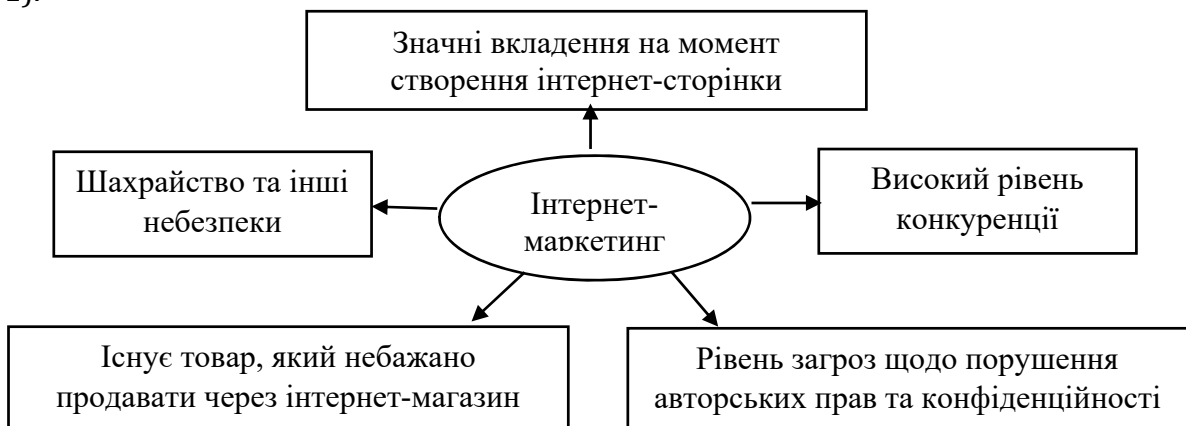 Значні вкладення на момент
створення інтернет-сторінки
Шахрайство та інші
небезпеки
Інтернет-
маркетинг
Високий рівень
конкуренції
Існує товар, який небажано
продавати через інтернет-магазин
Рівень загроз щодо порушення
авторських прав та конфіденційності